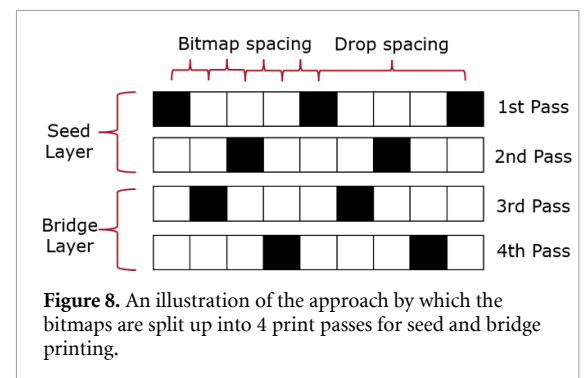 Bitmap spacing
Drop spacing
Seed
Layer
1st Pass
2nd Pass
Bridge
Layer
3rd Pass
4th Pass
Figure 8. An illustration of the approach by which the
bitmaps are split up into 4 print passes for seed and bridge
printing.